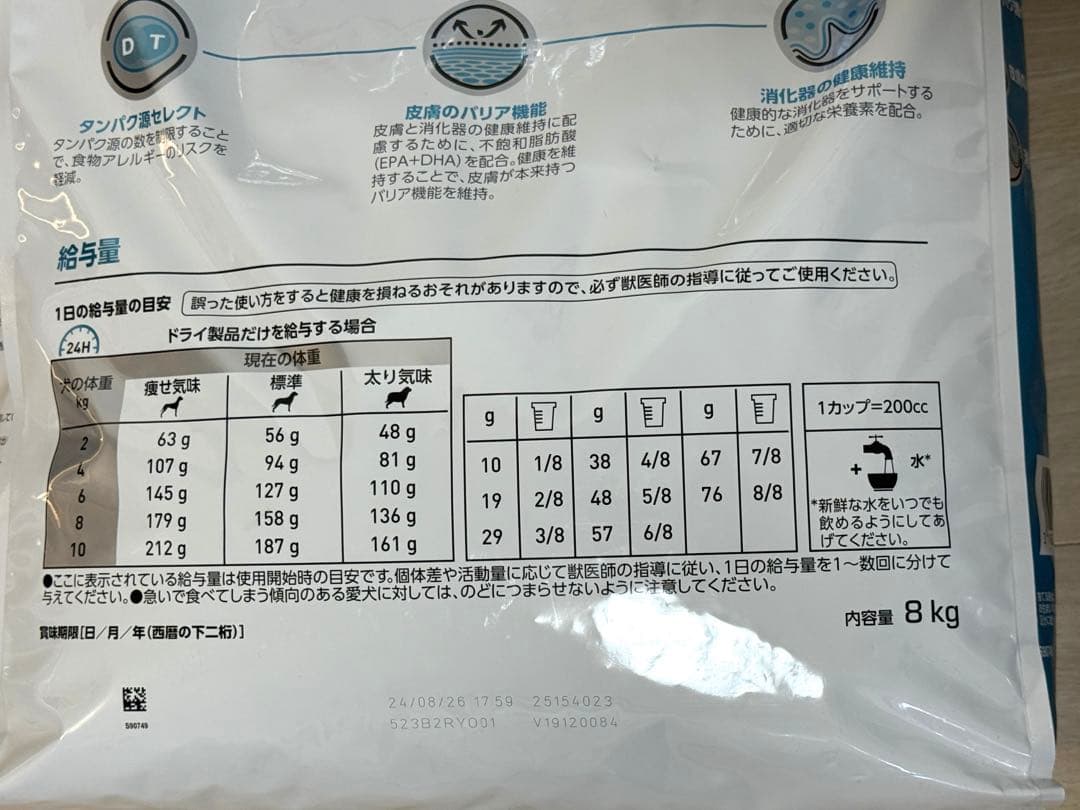 D T
タンパク源セレクト
タンパク源の数を制限すること
で、食物アレルギーのリスクを
軽減。
皮膚のバリア機能
皮膚と消化器の健康維持に配
慮するために、不飽和脂肪酸
(EPA+DHA)を配合。健康を維
持することで、皮膚が本来持つ
バリア機能を維持。
消化器の健康維持
健康的な消化器をサポートする
ために、適切な栄養素を配合。
給与量
1日の給与量の目安 誤った使い方をすると健康を損ねるおそれがありますので、必ず獣医師の指導に従ってご使用ください。
24H ドライ製品だけを給与する場合
現在の体重
犬の体重 痩せ気味 標準 太り気味
kg
2 63 g 56 g 48 g
4 107 g 94 g 81 g
6 145 g 127 g 110 g
8 179 g 158 g 136 g
10 212 g 187 g 161 g
g g g
10 1/8 38 4/8 67 7/8
19 2/8 48 5/8 76 8/8
29 3/8 57 6/8
1カップ=200cc
+ 水*
*新鮮な水をいつでも
飲めるようにしてあ
げてください。
●ここに表示されている給与量は使用開始時の目安です。個体差や活動量に応じて獣医師の指導に従い、1日の給与量を1～数回に分けて
与えてください。●急いで食べてしまう傾向のある愛犬に対しては、のどにつまらせないように注意してください。
賞味期限[日/月/年(西暦の下二桁)]
内容量 8 kg
24/08/26 17 59 25154023
523B2RYO01 V19120084
590749